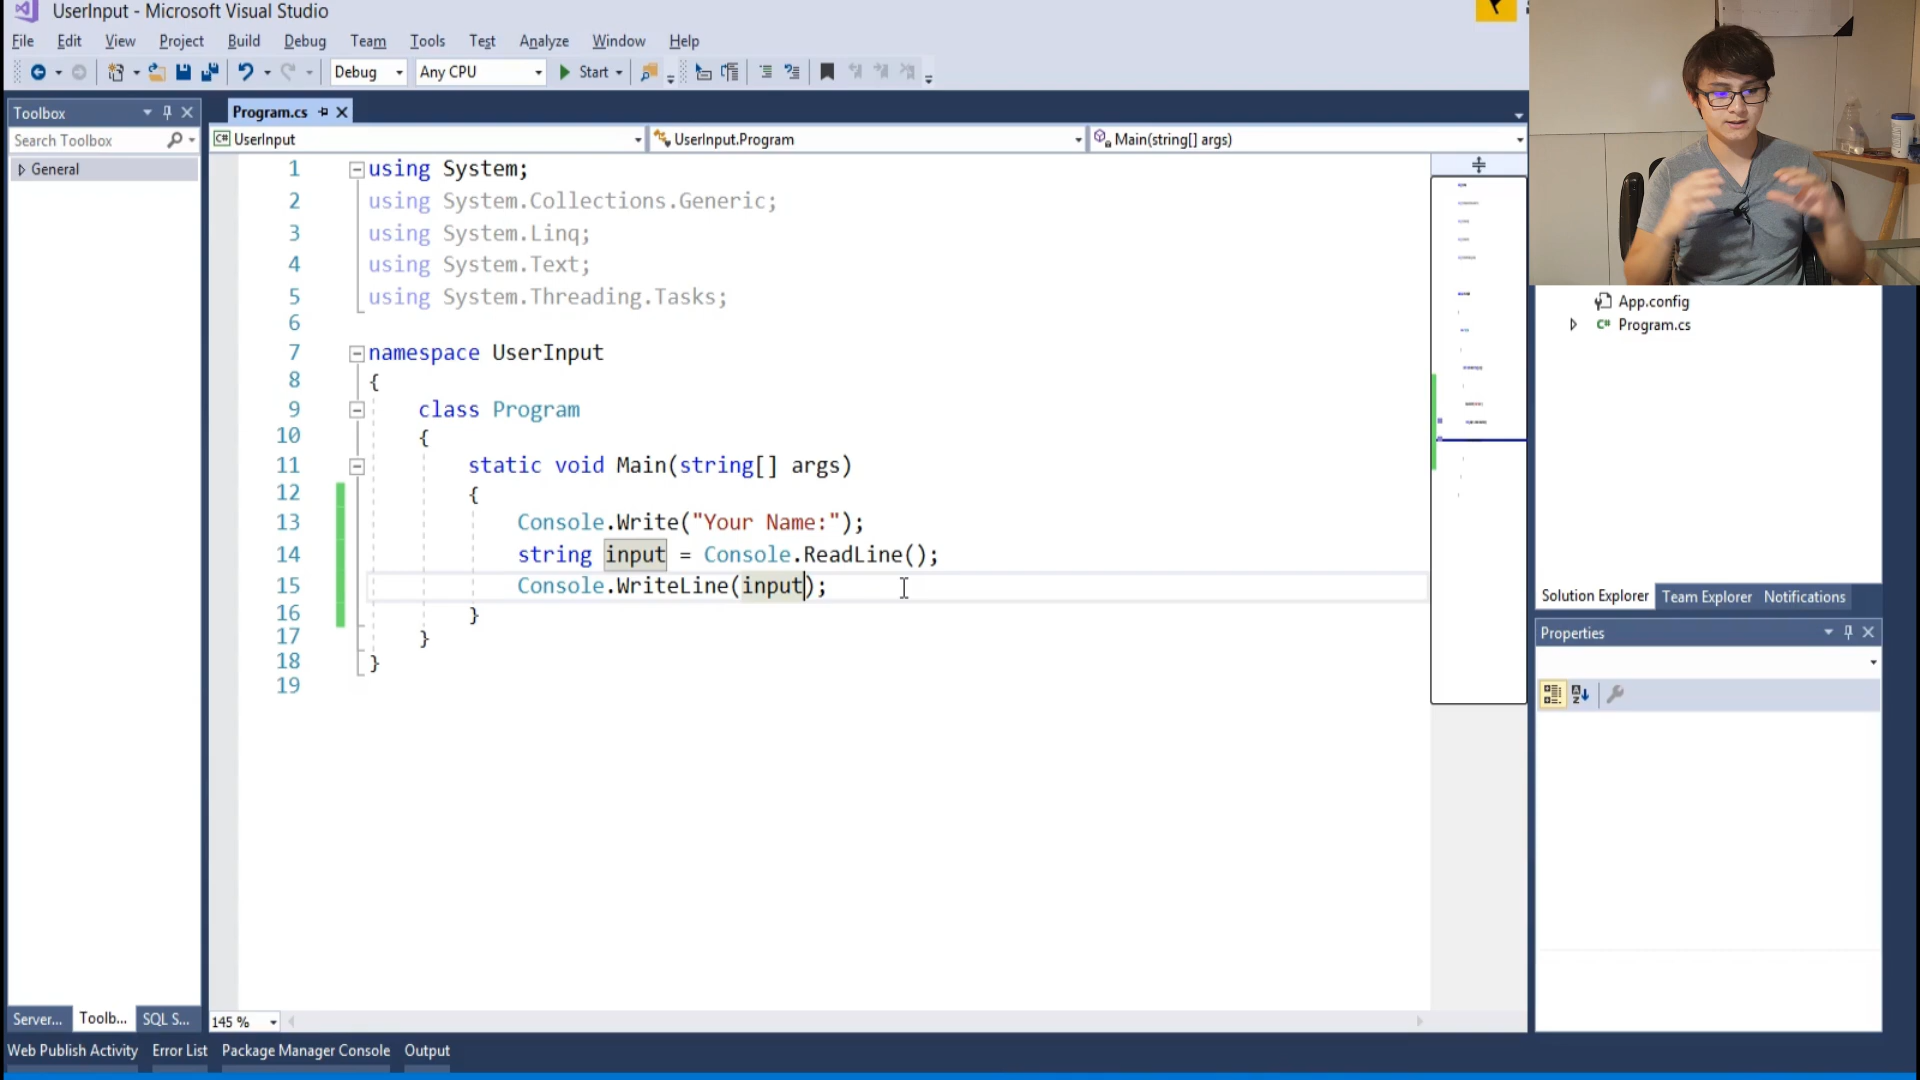 UserInput - Microsoft Visual Studio
File Edit View Project Build Debug Team Tools Test Analyze Window Help
Debug Any CPU Start
Toolbox
Search Toolbox
General
Program.cs
C# UserInput UserInput.Program Main(string[] args)
1 using System;
2 using System.Collections.Generic;
3 using System.Linq;
4 using System.Text;
5 using System.Threading.Tasks;
6
7 namespace UserInput
8 {
9 class Program
10 {
11 static void Main(string[] args)
12 {
13 Console.Write("Your Name:");
14 string input = Console.ReadLine();
15 Console.WriteLine(input);
16 }
17 }
18 }
19
App.config
C# Program.cs
Solution Explorer Team Explorer Notifications
Properties
Server... Toolb... SQL S...
145 %
Web Publish Activity Error List Package Manager Console Output